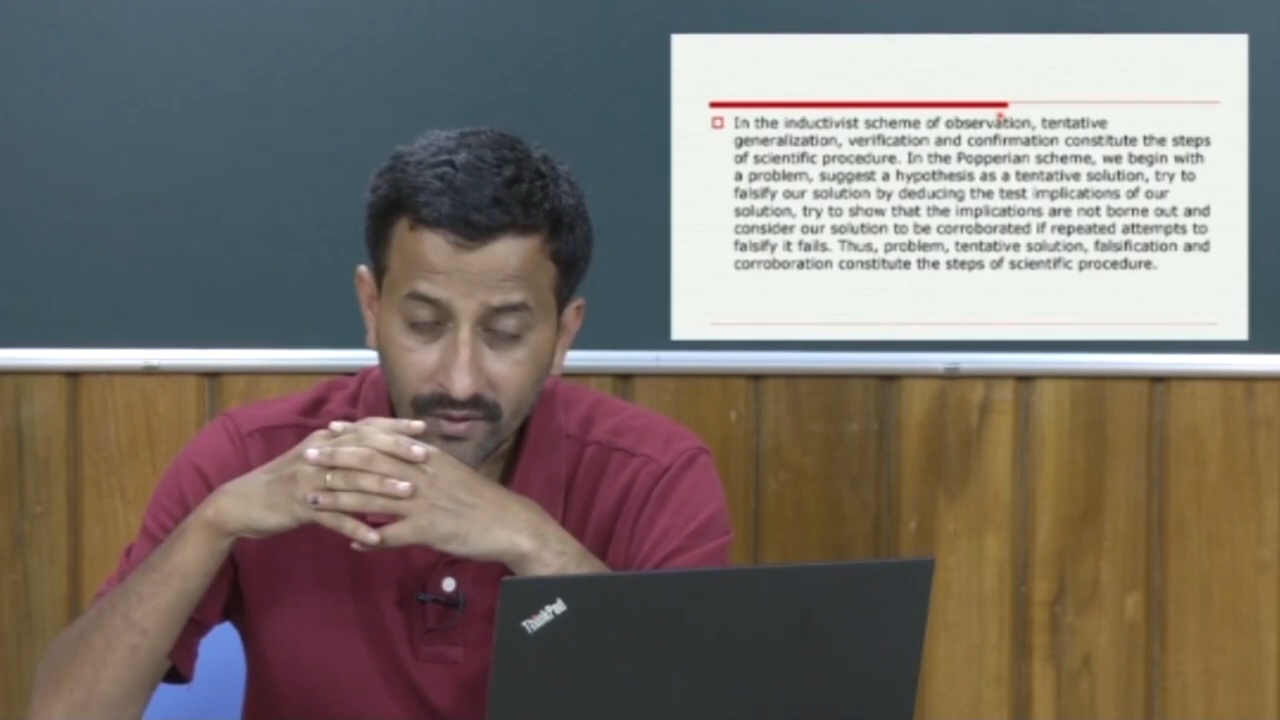 In the inductivist scheme of observation, tentative
generalization, verification and confirmation constitute the steps
of scientific procedure. In the Popperian scheme, we begin with
a problem, suggest a hypothesis as a tentative solution, try to
falsify our solution by deducing the test implications of our
solution, try to show that the implications are not borne out and
consider our solution to be corroborated if repeated attempts to
falsify it fails. Thus, problem, tentative solution, falsification and
corroboration constitute the steps of scientific procedure.
ThinkPad